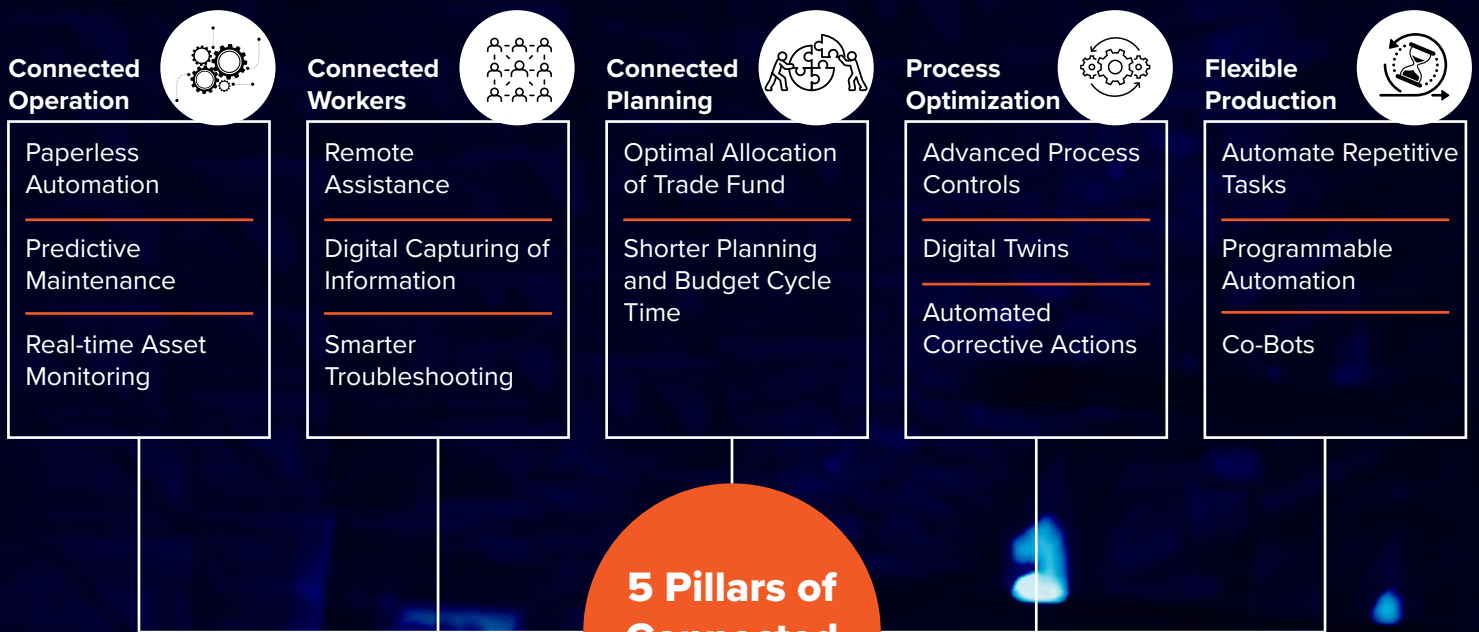 Connected
Operation
Paperless
Automation
Predictive
Maintenance
Real-time Asset
Monitoring
Connected
Workers
Remote
Assistance
Digital Capturing of
Information
Smarter
Troubleshooting
Connected
Planning
Optimal Allocation
of Trade Fund
Shorter Planning
and Budget Cycle
Time
Process
Optimization
Advanced Process
Controls
Digital Twins
Automated
Corrective Actions
Flexible
Production
Automate Repetitive
Tasks
Programmable
Automation
Co-Bots
5 Pillars of
Connected